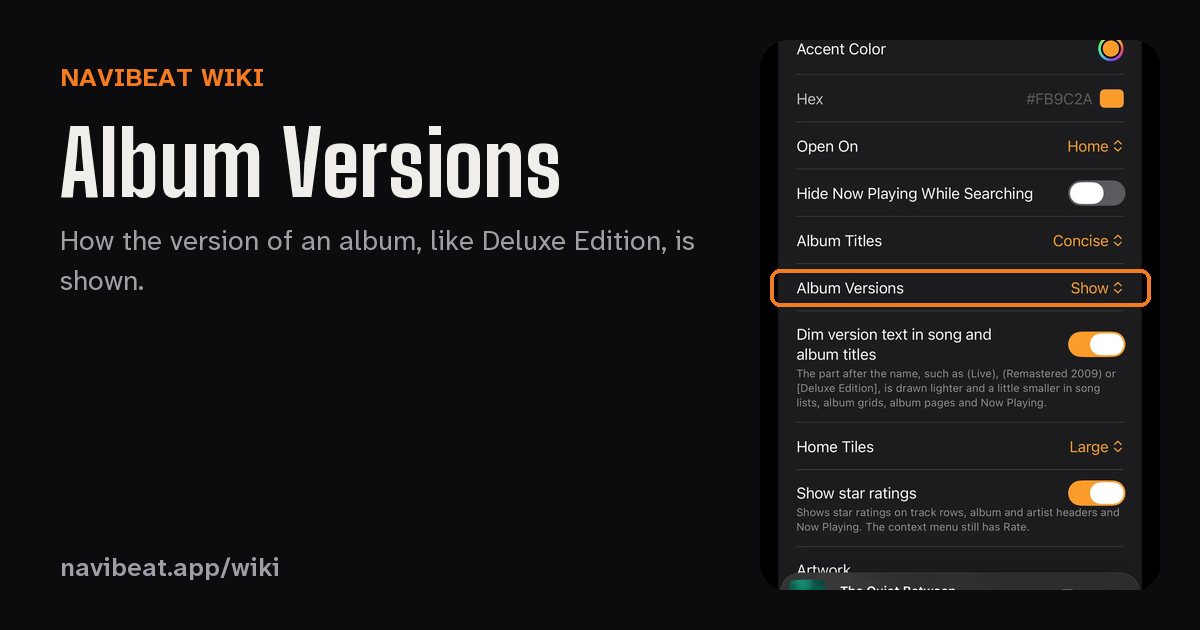 NAVIBEAT WIKI
Album Versions
How the version of an album, like Deluxe Edition, is
shown.
navibeat.app/wiki
Accent Color
Hex #FB9C2A
Open On Home
Hide Now Playing While Searching
Album Titles Concise
Album Versions Show
Dim version text in song and
album titles
The part after the name, such as (Live), (Remastered 2009) or
[Deluxe Edition], is drawn lighter and a little smaller in song
lists, album grids, album pages and Now Playing.
Home Tiles Large
Show star ratings
Shows star ratings on track rows, album and artist headers and
Now Playing. The context menu still has Rate.
Artwork
The Quiet Between